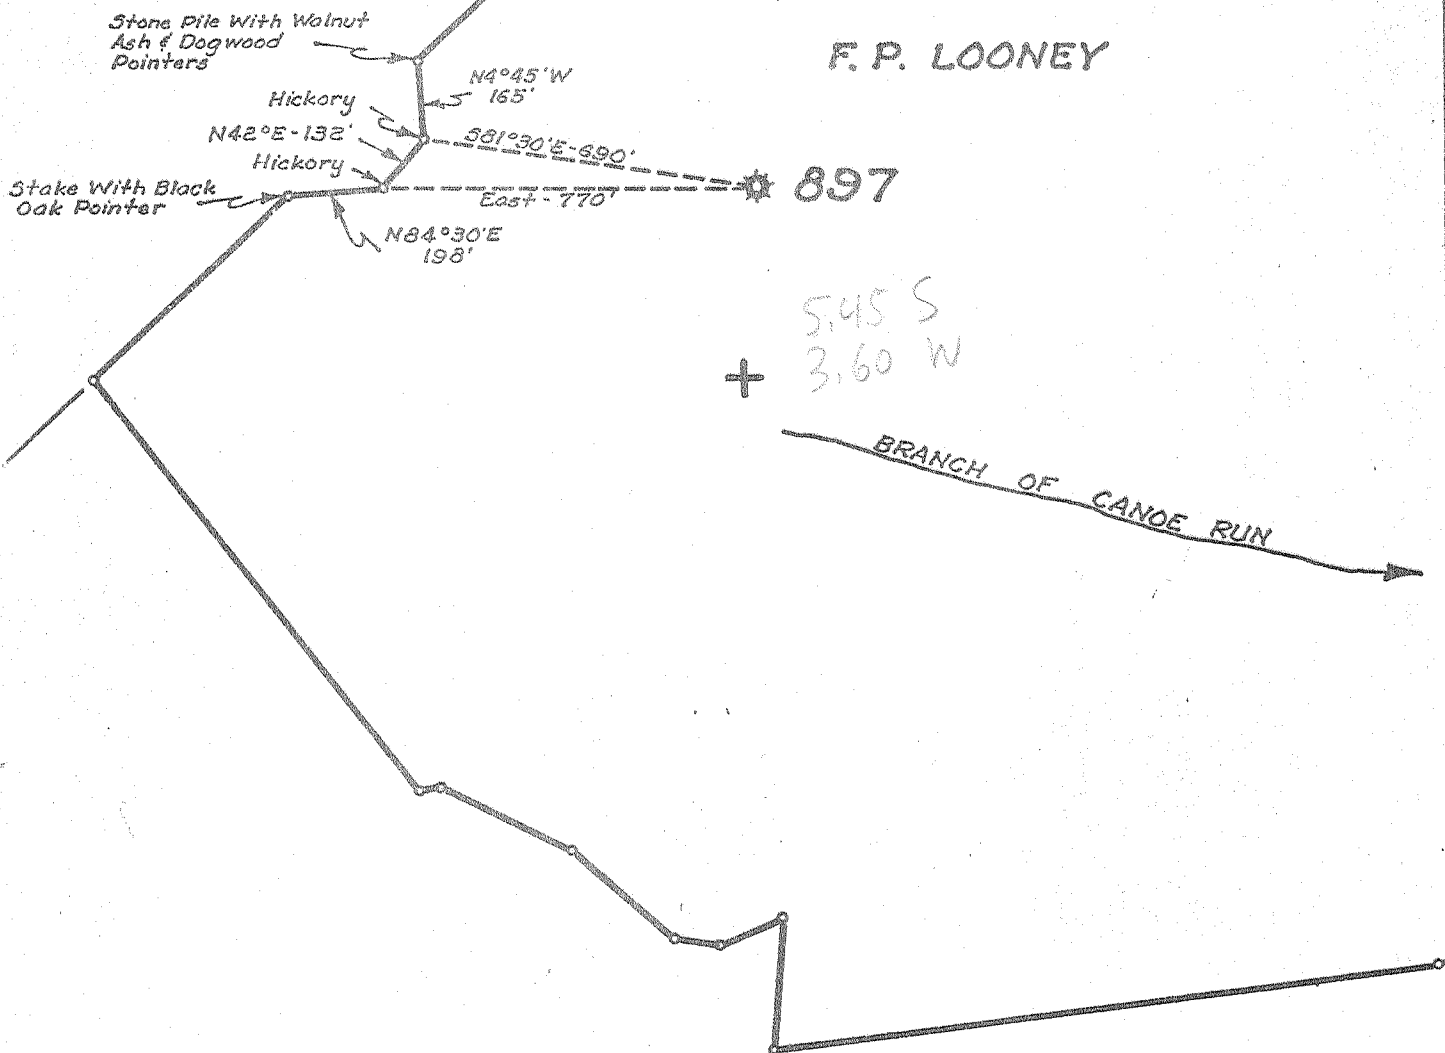 Stone Pile With Walnut
Ash & Dogwood
Pointers
F. P. LOONEY
N4°45'W
165'
Hickory
N42°E-132'
S81°30'E-690'
Hickory
Stake With Black
Oak Pointer
East - 770'
897
N84°30'E
198'
5.45 S
3.60 W
BRANCH OF CANOE RUN